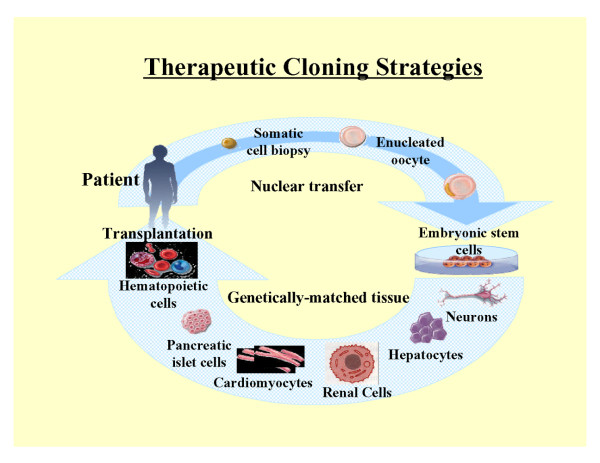 Therapeutic Cloning Strategies
Somatic
cell biopsy
Enucleated
oocyte
Patient
Nuclear transfer
Transplantation
Embryonic stem
cells
Hematopoietic
cells
Genetically-matched tissue
Neurons
Pancreatic
islet cells
Hepatocytes
Cardiomyocytes
Renal Cells